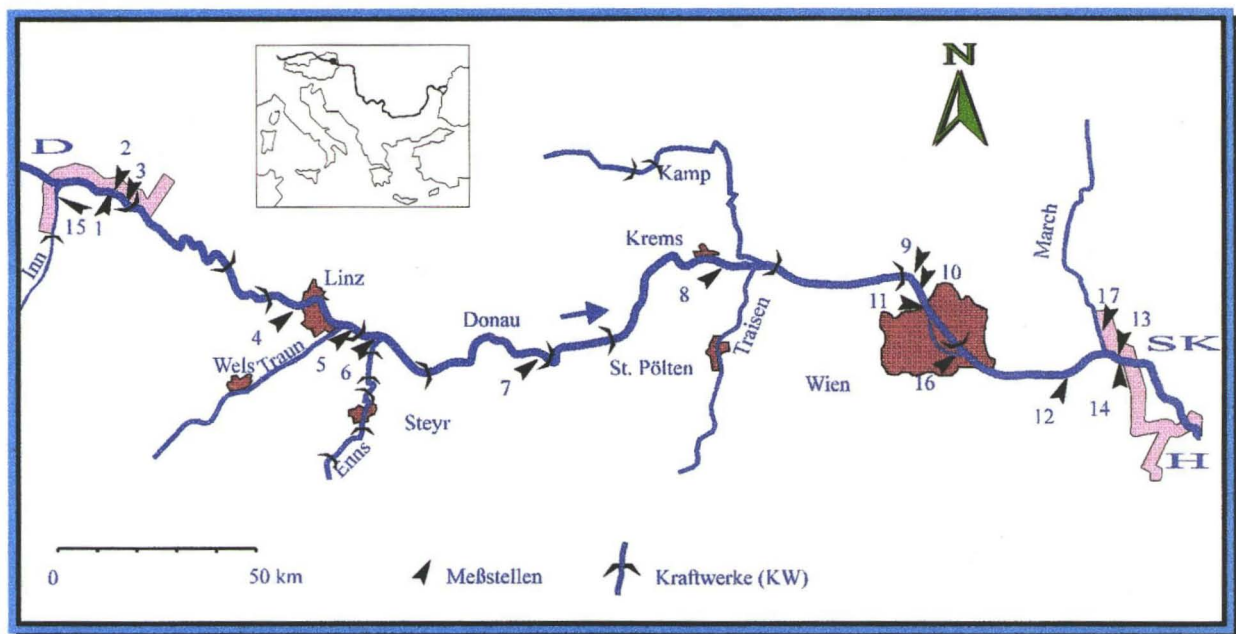 N
D
2
3
15
1
Inn
Kamp
Krems
8
March
9
10
11
17
13
SK
Linz
4
Donau
Wels
Traun
5
6
7
St. Pölten
Traisen
Wien
16
12
14
Steyr
Enns
H
0
50 km
Meßstellen
Kraftwerke (KW)